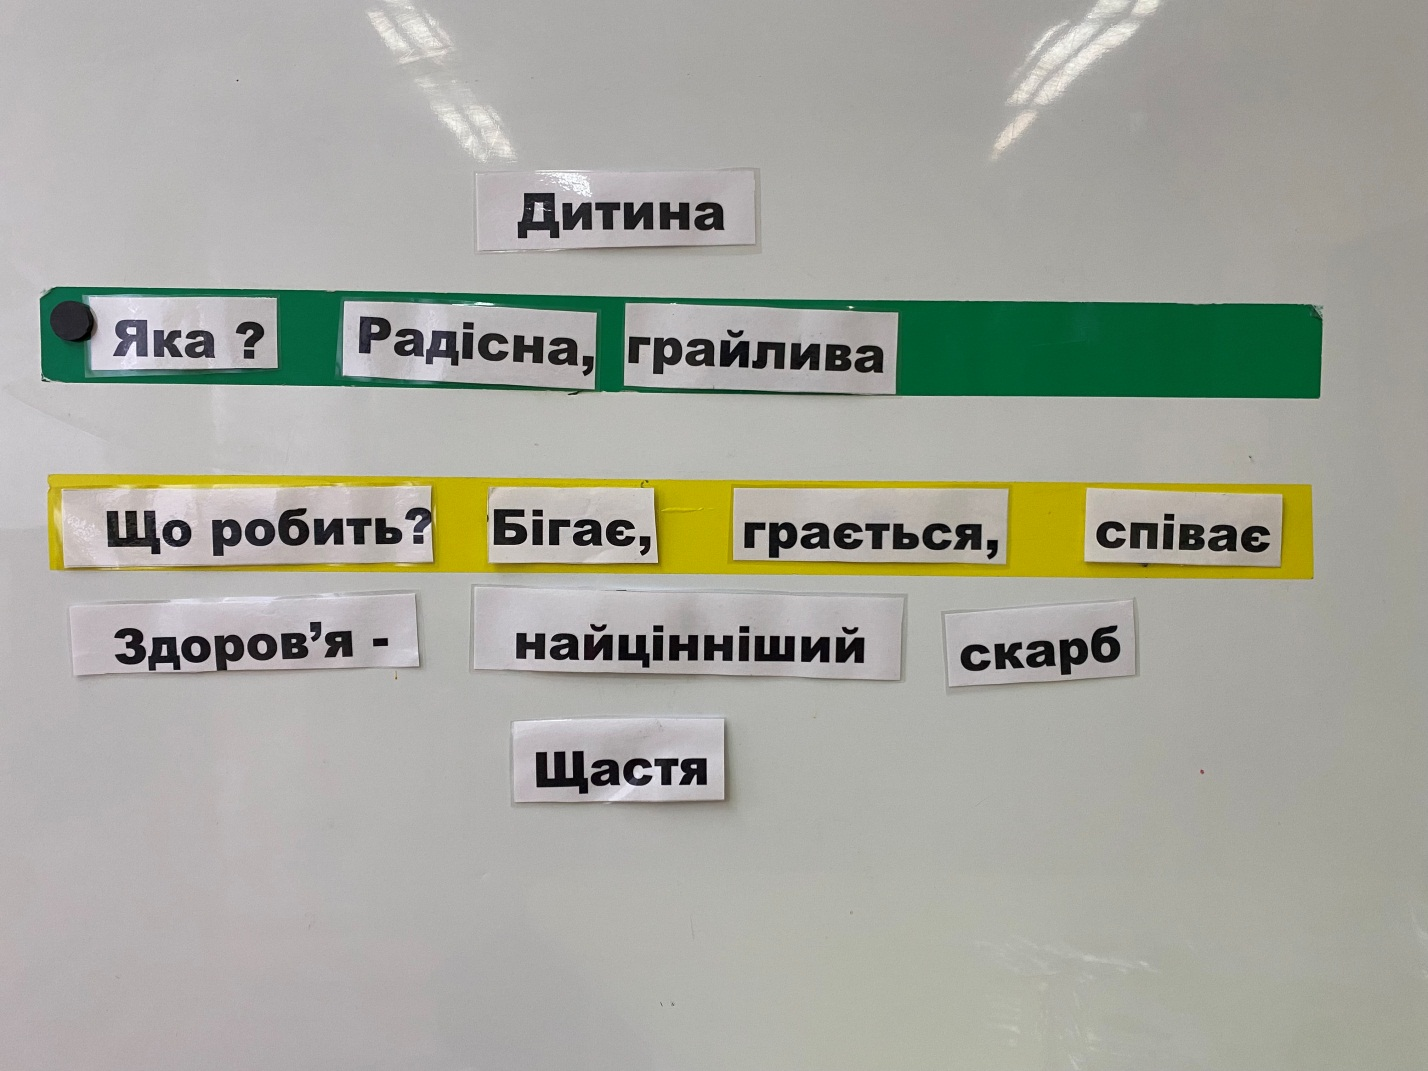 Дитина
Яка ? Радісна, грайлива
Що робить? Бігає, грається, співає
Здоров’я - найцінніший скарб
Щастя